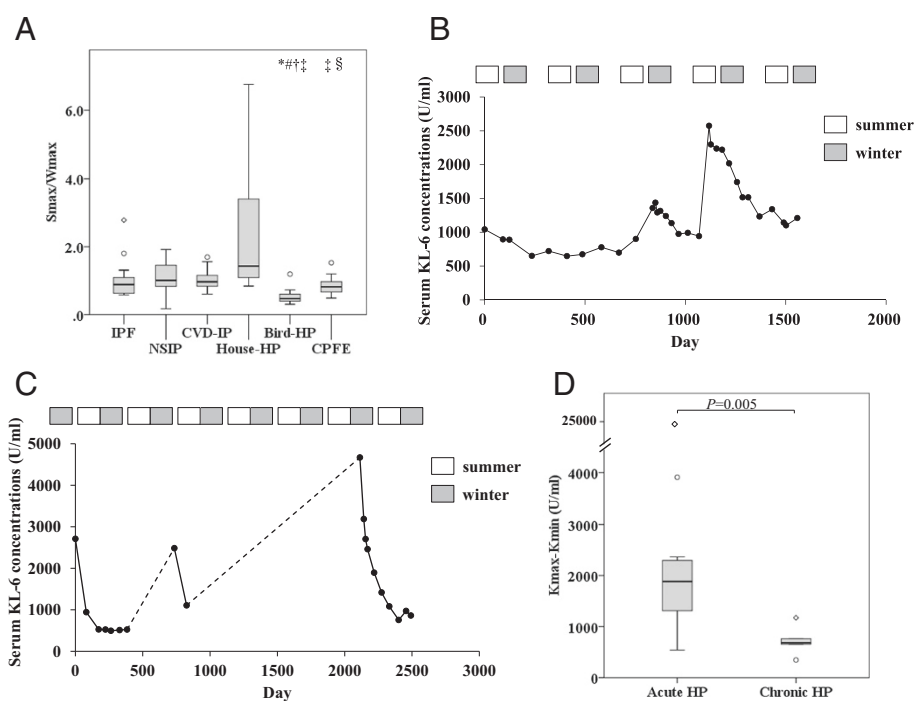 A
*#†‡ ‡ §
6.0
4.0
2.0
.0
Smax/Wmax
IPF
NSIP
CVD-IP
House-HP
Bird-HP
CPFE
B
Serum KL-6 concentrations (U/ml)
3000
2500
2000
1500
1000
500
0
0 500 1000 1500 2000
Day
summer
winter
C
Serum KL-6 concentrations (U/ml)
5000
4000
3000
2000
1000
0
0 500 1000 1500 2000 2500 3000
Day
summer
winter
D
P=0.005
25000
4000
3000
2000
1000
0
Kmax-Kmin (U/ml)
Acute HP Chronic HP